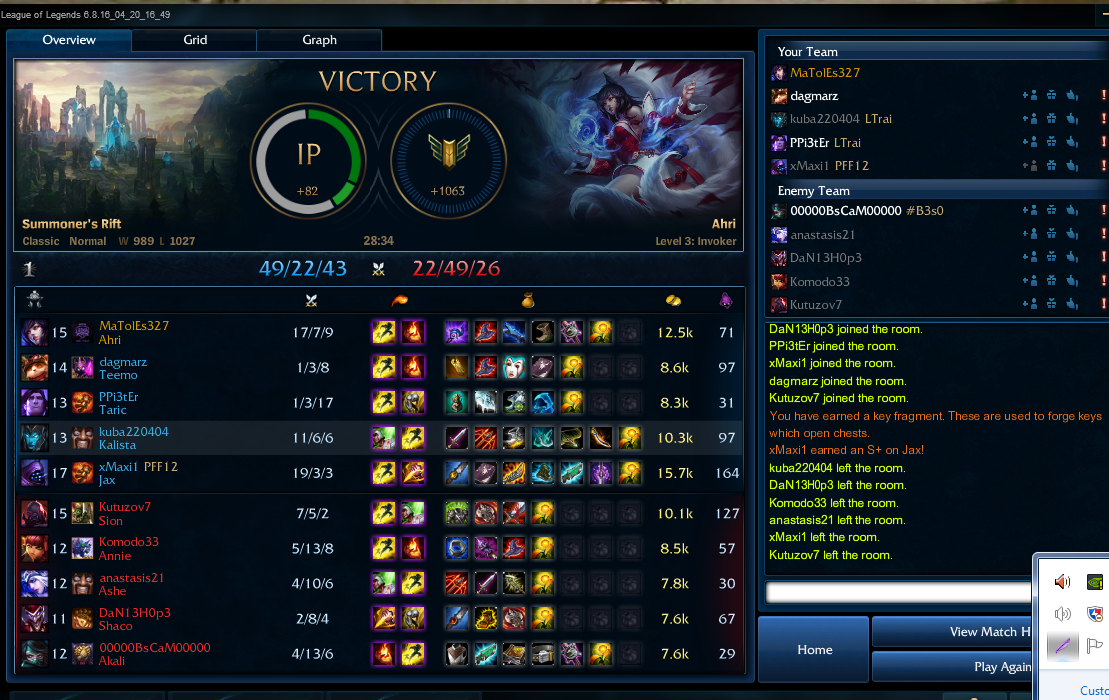 League of Legends 6.8.16_04_20_16_49
Overview
Grid
Graph
VICTORY
IP
+82
+1063
Summoner's Rift
Classic Normal W 989 L 1027
28:34
Ahri
Level 3: Invoker
1
49/22/43
22/49/26
15 MaTolEs327 17/7/9 12.5k 71
Ahri
14 dagmarz 1/3/8 8.6k 97
Teemo
13 PPi3tEr 1/3/17 8.3k 31
Taric
13 kuba220404 11/6/6 10.3k 97
Kalista
17 xMaxi1 PFF12 19/3/3 15.7k 164
Jax
15 Kutuzov7 7/5/2 10.1k 127
Sion
12 Komodo33 5/13/8 8.5k 57
Annie
12 anastasis21 4/10/6 7.8k 30
Ashe
11 DaN13H0p3 2/8/4 7.6k 67
Shaco
12 00000BsCaM00000 4/13/6 7.6k 29
Akali
Your Team
MaTolEs327
dagmarz
kuba220404 LTrai
PPi3tEr LTrai
xMaxi1 PFF12
Enemy Team
00000BsCaM00000 #B3s0
anastasis21
DaN13H0p3
Komodo33
Kutuzov7
DaN13H0p3 joined the room.
PPi3tEr joined the room.
xMaxi1 joined the room.
dagmarz joined the room.
Kutuzov7 joined the room.
You have earned a key fragment. These are used to forge keys
which open chests.
xMaxi1 earned an S+ on Jax!
kuba220404 left the room.
DaN13H0p3 left the room.
Komodo33 left the room.
anastasis21 left the room.
xMaxi1 left the room.
Kutuzov7 left the room.
Home
View Match H
Play Again
Custo